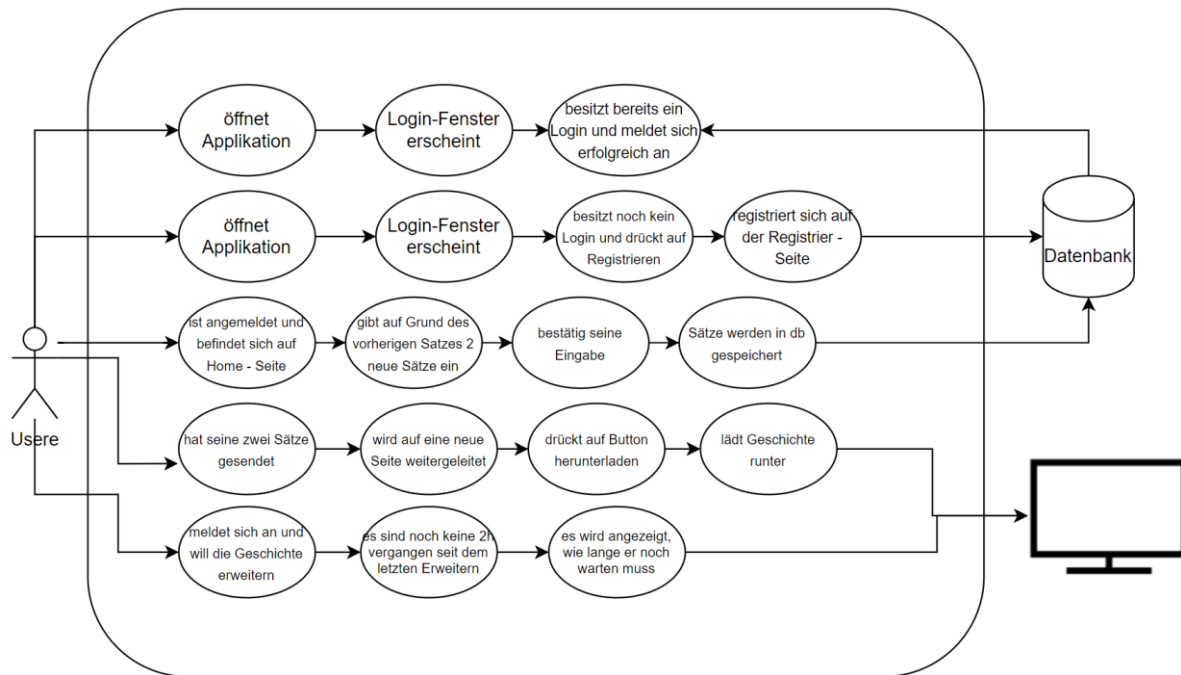 öffnet
Applikation
Login-Fenster
erscheint
besitzt bereits ein
Login und meldet sich
erfolgreich an
öffnet
Applikation
Login-Fenster
erscheint
besitzt noch kein
Login und drückt auf
Registrieren
registriert sich auf
der Registrier -
Seite
Datenbank
ist angemeldet und
befindet sich auf
Home - Seite
gibt auf Grund des
vorherigen Satzes 2
neue Sätze ein
bestätig seine
Eingabe
Sätze werden in db
gespeichert
Usere
hat seine zwei Sätze
gesendet
wird auf eine neue
Seite weitergeleitet
drückt auf Button
herunterladen
lädt Geschichte
runter
meldet sich an und
will die Geschichte
erweitern
es sind noch keine 2h
vergangen seit dem
letzten Erweitern
es wird angezeigt,
wie lange er noch
warten muss